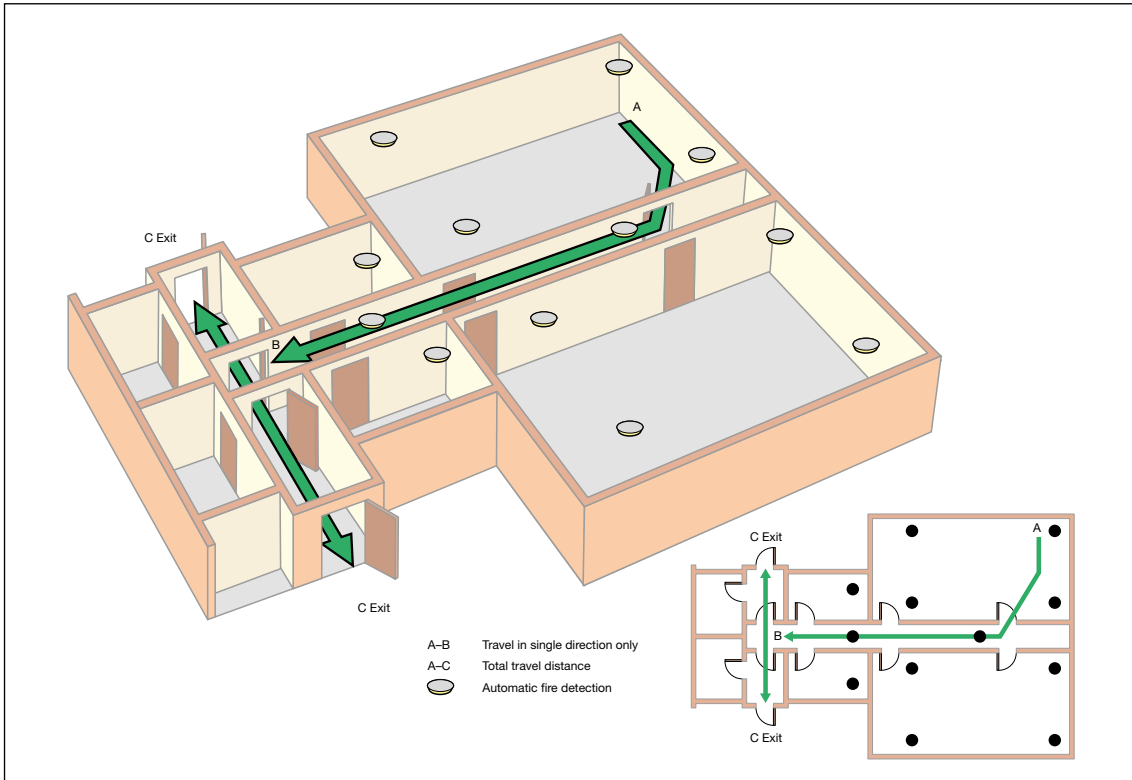 A
C Exit
B
C Exit
A–B Travel in single direction only
A–C Total travel distance
Automatic fire detection
C Exit
A
B
C Exit